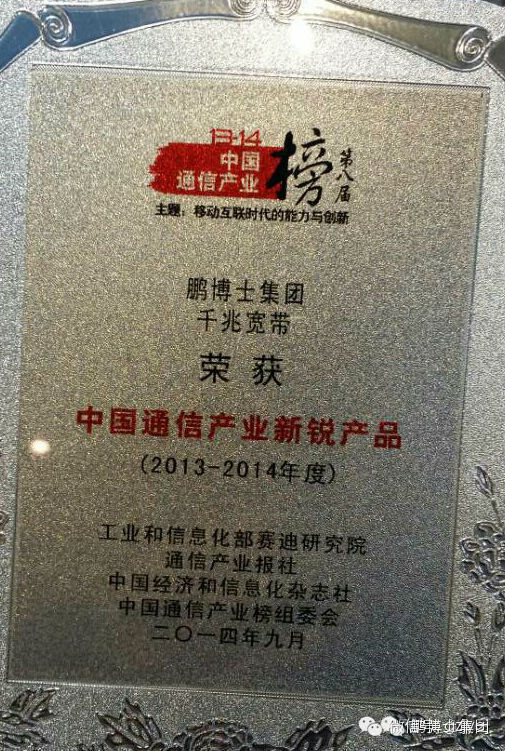 13-14
中国
通信产业
榜
第八届
主题：移动互联时代的能力与创新
鹏博士集团
千兆宽带
荣获
中国通信产业新锐产品
(2013-2014年度)
工业和信息化部赛迪研究院
通信产业报社
中国经济和信息化杂志社
中国通信产业榜组委会
二〇一四年九月